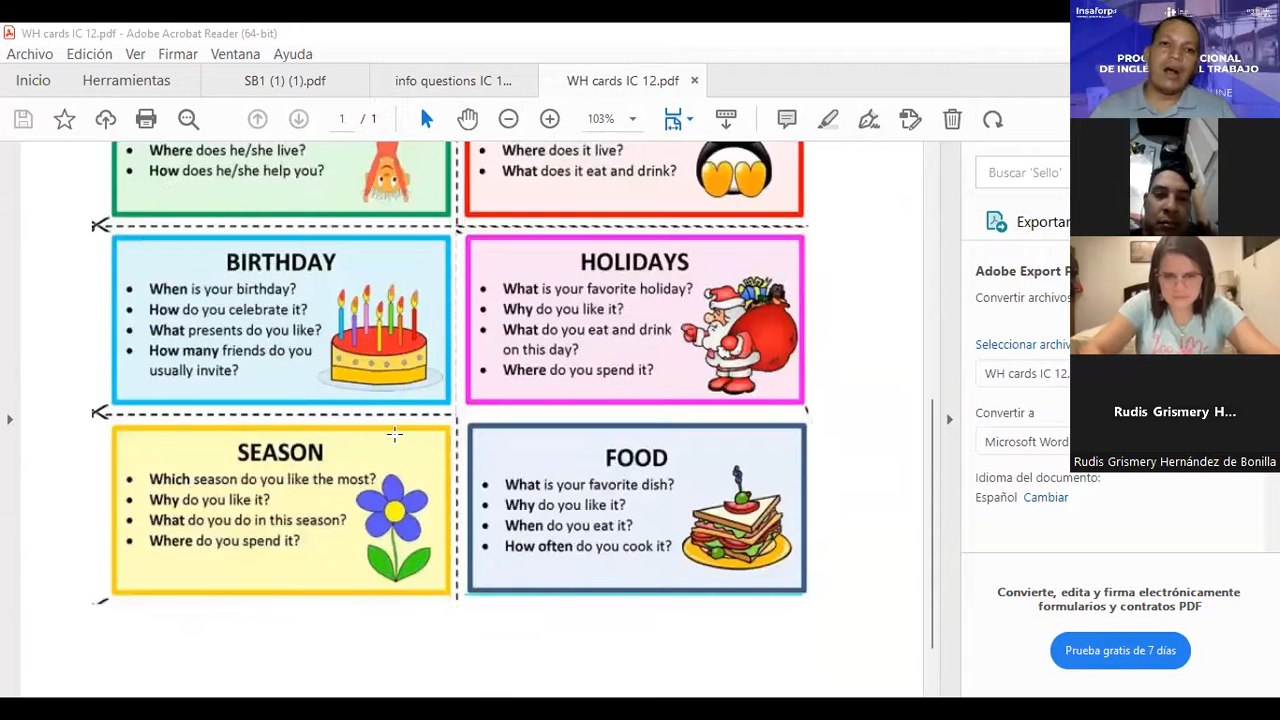 WH cards IC 12.pdf - Adobe Acrobat Reader (64-bit)
Archivo Edición Ver Firmar Ventana Ayuda
Inicio Herramientas SB1 (1) (1).pdf info questions IC 1... WH cards IC 12.pdf ×
1 / 1 103%
Where does he/she live?
How does he/she help you?
Where does it live?
What does it eat and drink?
BIRTHDAY
When is your birthday?
How do you celebrate it?
What presents do you like?
How many friends do you
usually invite?
HOLIDAYS
What is your favorite holiday?
Why do you like it?
What do you eat and drink
on this day?
Where do you spend it?
SEASON
Which season do you like the most?
Why do you like it?
What do you do in this season?
Where do you spend it?
FOOD
What is your favorite dish?
Why do you like it?
When do you eat it?
How often do you cook it?
Buscar 'Sello'
Exportar
Adobe Export P
Convertir archivos
Seleccionar archiv
WH cards IC 12.
Convertir a
Microsoft Word
Idioma del documento:
Español Cambiar
Convierte, edita y firma electrónicamente
formularios y contratos PDF
Prueba gratis de 7 días
Insaforp
PROG CIONAL
DE INGLÉ L TRABAJO
LINE
Rudis Grismery H...
Rudis Grismery Hernández de Bonilla